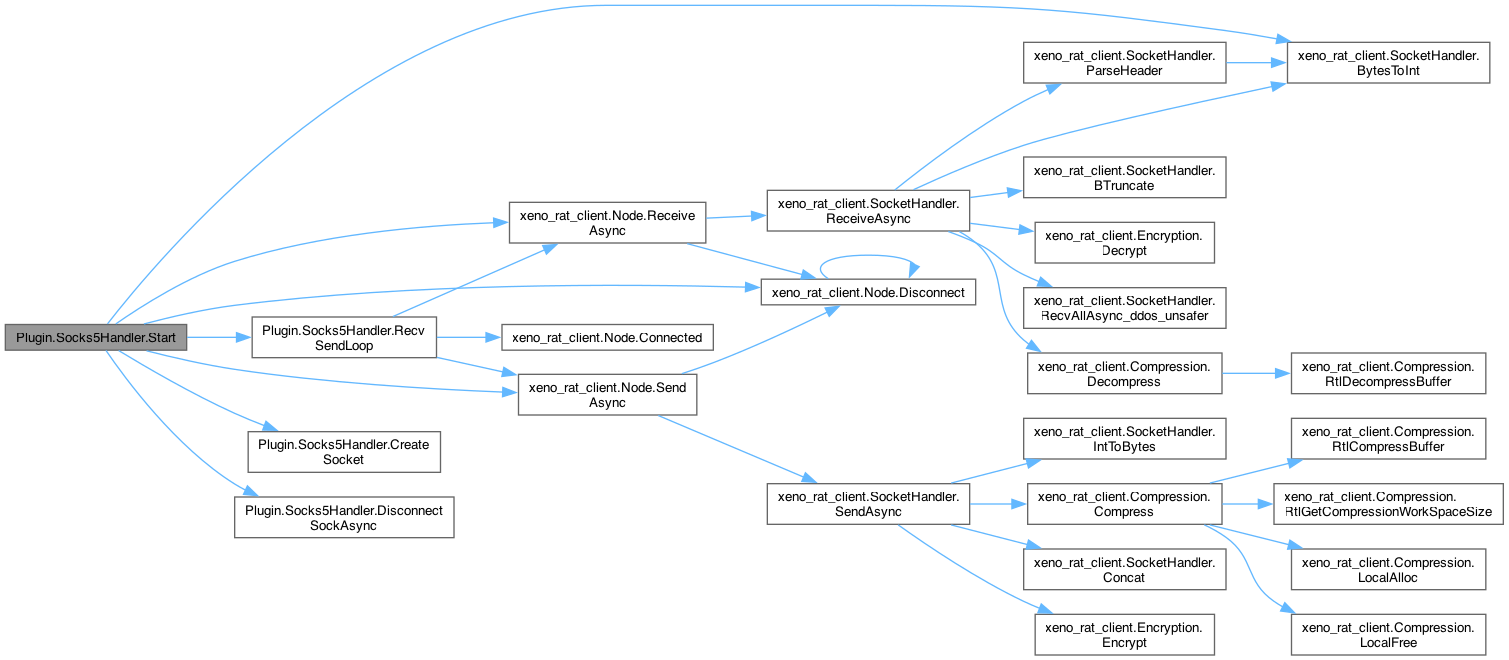 Plugin.Socks5Handler.Start
Plugin.Socks5Handler.Recv
SendLoop
Plugin.Socks5Handler.Create
Socket
Plugin.Socks5Handler.Disconnect
SockAsync
xeno_rat_client.Node.Receive
Async
xeno_rat_client.Node.Connected
xeno_rat_client.Node.Send
Async
xeno_rat_client.SocketHandler.
ReceiveAsync
xeno_rat_client.Node.Disconnect
xeno_rat_client.SocketHandler.
SendAsync
xeno_rat_client.SocketHandler.
ParseHeader
xeno_rat_client.SocketHandler.
BTruncate
xeno_rat_client.Encryption.
Decrypt
xeno_rat_client.SocketHandler.
RecvAllAsync_ddos_unsafer
xeno_rat_client.Compression.
Decompress
xeno_rat_client.SocketHandler.
IntToBytes
xeno_rat_client.Compression.
Compress
xeno_rat_client.SocketHandler.
Concat
xeno_rat_client.Encryption.
Encrypt
xeno_rat_client.SocketHandler.
BytesToInt
xeno_rat_client.Compression.
RtlDecompressBuffer
xeno_rat_client.Compression.
RtlCompressBuffer
xeno_rat_client.Compression.
RtlGetCompressionWorkSpaceSize
xeno_rat_client.Compression.
LocalAlloc
xeno_rat_client.Compression.
LocalFree